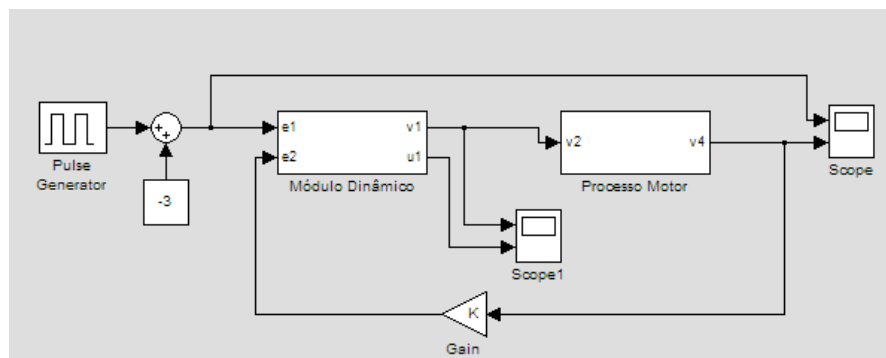 Pulse
Generator
-3
e1
e2
v1
u1
Módulo Dinâmico
v2
v4
Processo Motor
Scope
Scope1
K
Gain